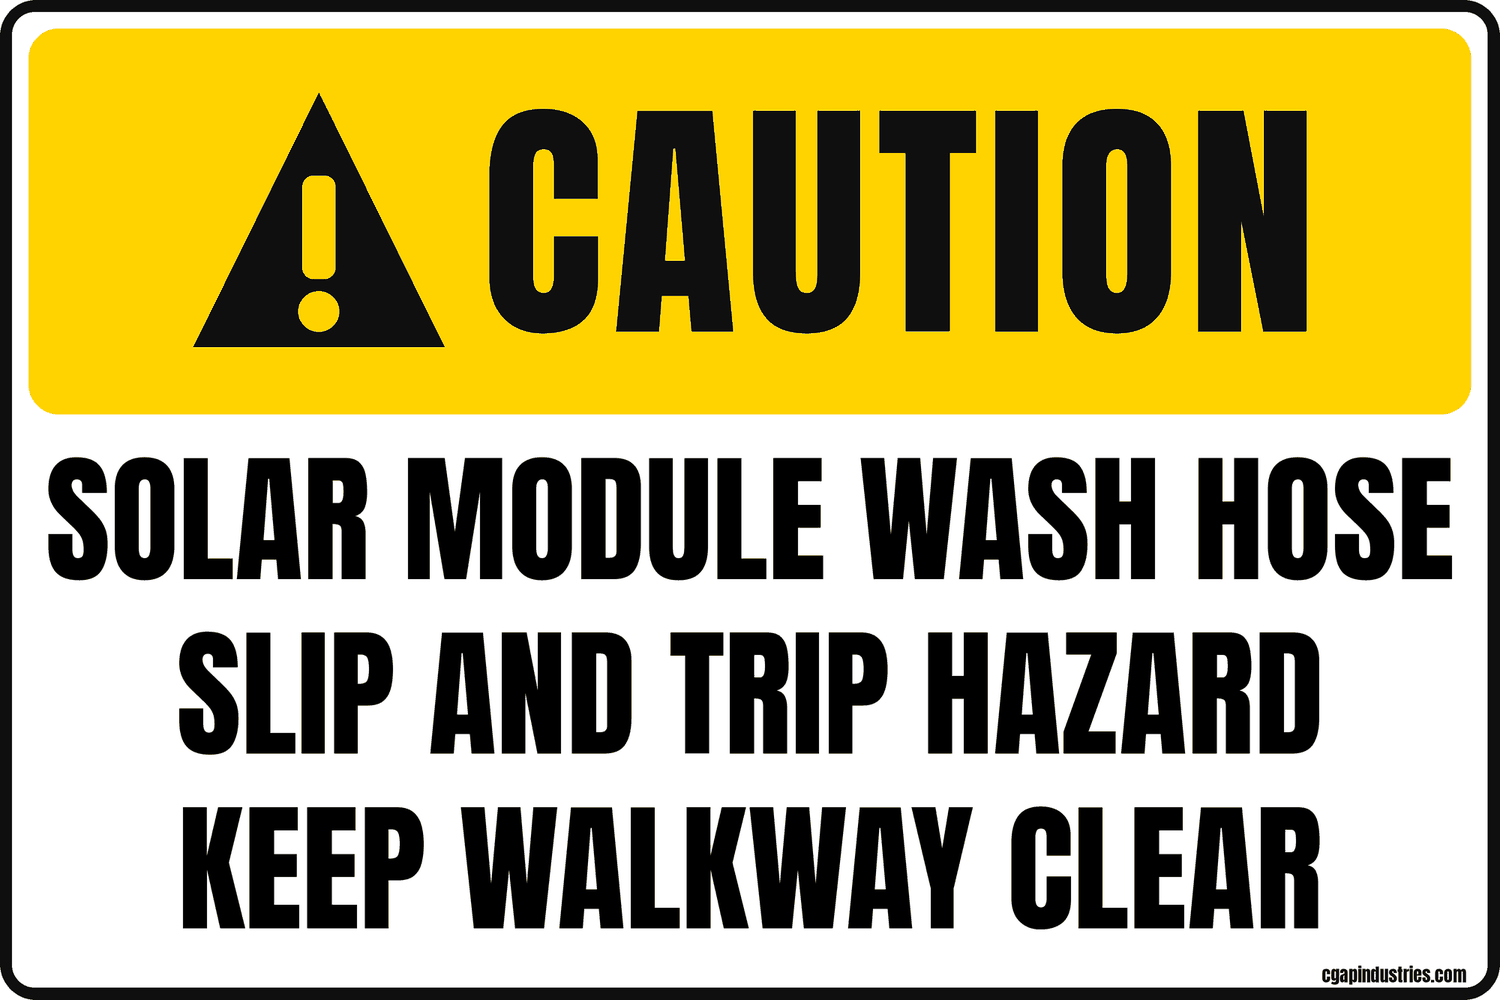 CAUTION
SOLAR MODULE WASH HOSE
SLIP AND TRIP HAZARD
KEEP WALKWAY CLEAR
cgapindustries.com